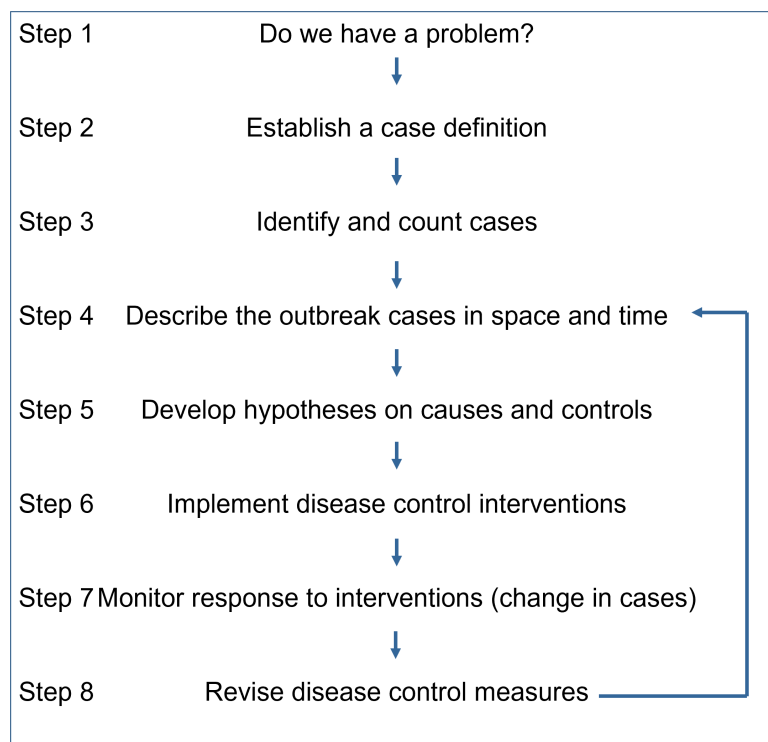 Step 1 Do we have a problem?
Step 2 Establish a case definition
Step 3 Identify and count cases
Step 4 Describe the outbreak cases in space and time
Step 5 Develop hypotheses on causes and controls
Step 6 Implement disease control interventions
Step 7 Monitor response to interventions (change in cases)
Step 8 Revise disease control measures